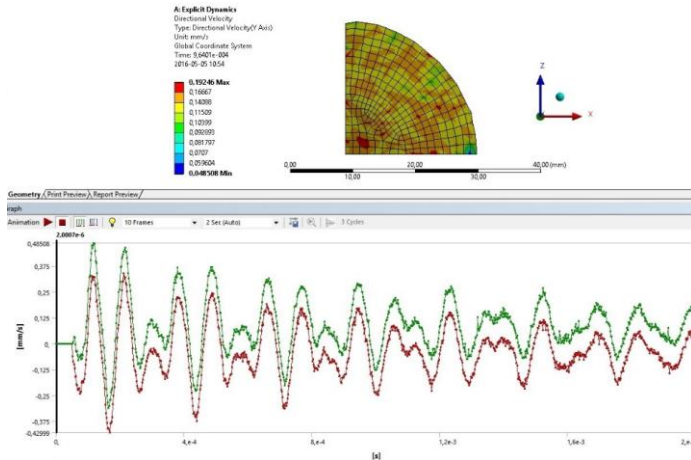 A: Explicit Dynamics
Directional Velocity
Type: Directional Velocity(Y Axis)
Unit: mm/s
Global Coordinate System
Time: 9,6401e-004
2016-05-05 10:54
0.19246 Max
0,16667
0,14088
0,11509
0,10399
0,092893
0,081797
0,0707
0,059604
0.048508 Min
Z
X
0,00
10,00
20,00
30,00
40,00 (mm)
Geometry Print Preview Report Preview
raph
Animation 10 Frames 2 Sec (Auto) 3 Cycles
2,0007e-6
0,48508
0,375
0,25
0,125
0,
-0,125
-0,25
-0,375
-0,42999
[mm/s]
0, 4,e-4 8,e-4 1,2e-3 1,6e-3 2,e
[s]